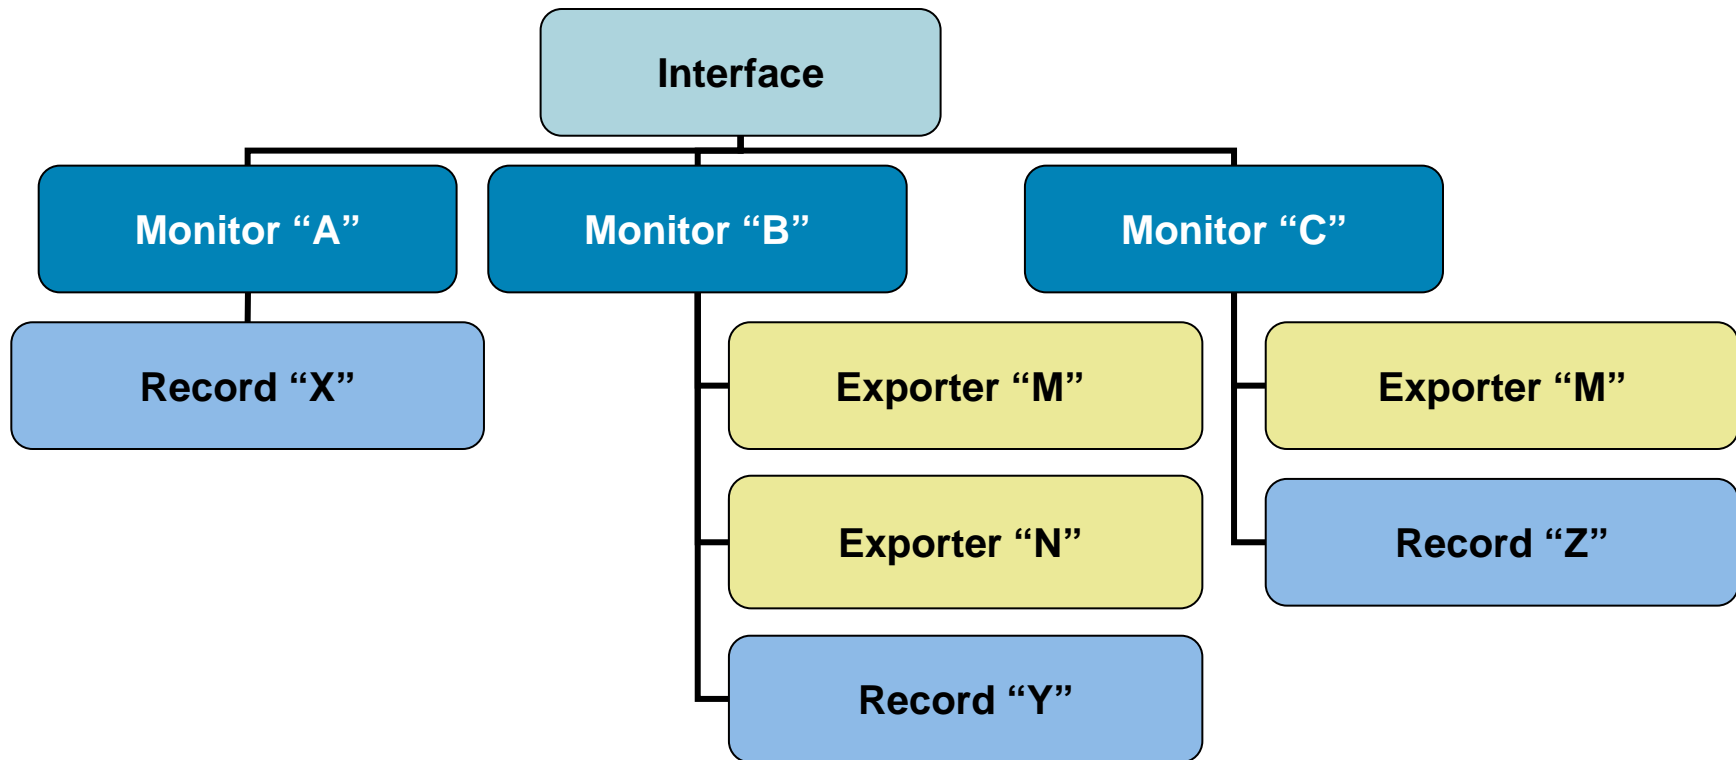 Interface
Monitor “A”
Monitor “B”
Monitor “C”
Record “X”
Exporter “M”
Exporter “M”
Exporter “N”
Record “Z”
Record “Y”